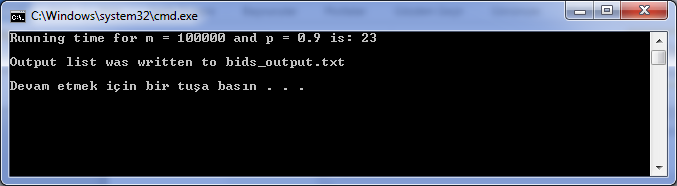 C:\Windows\system32\cmd.exe
Running time for m = 100000 and p = 0.9 is: 23
Output list was written to bids_output.txt
Devam etmek için bir tuşa basın . . .